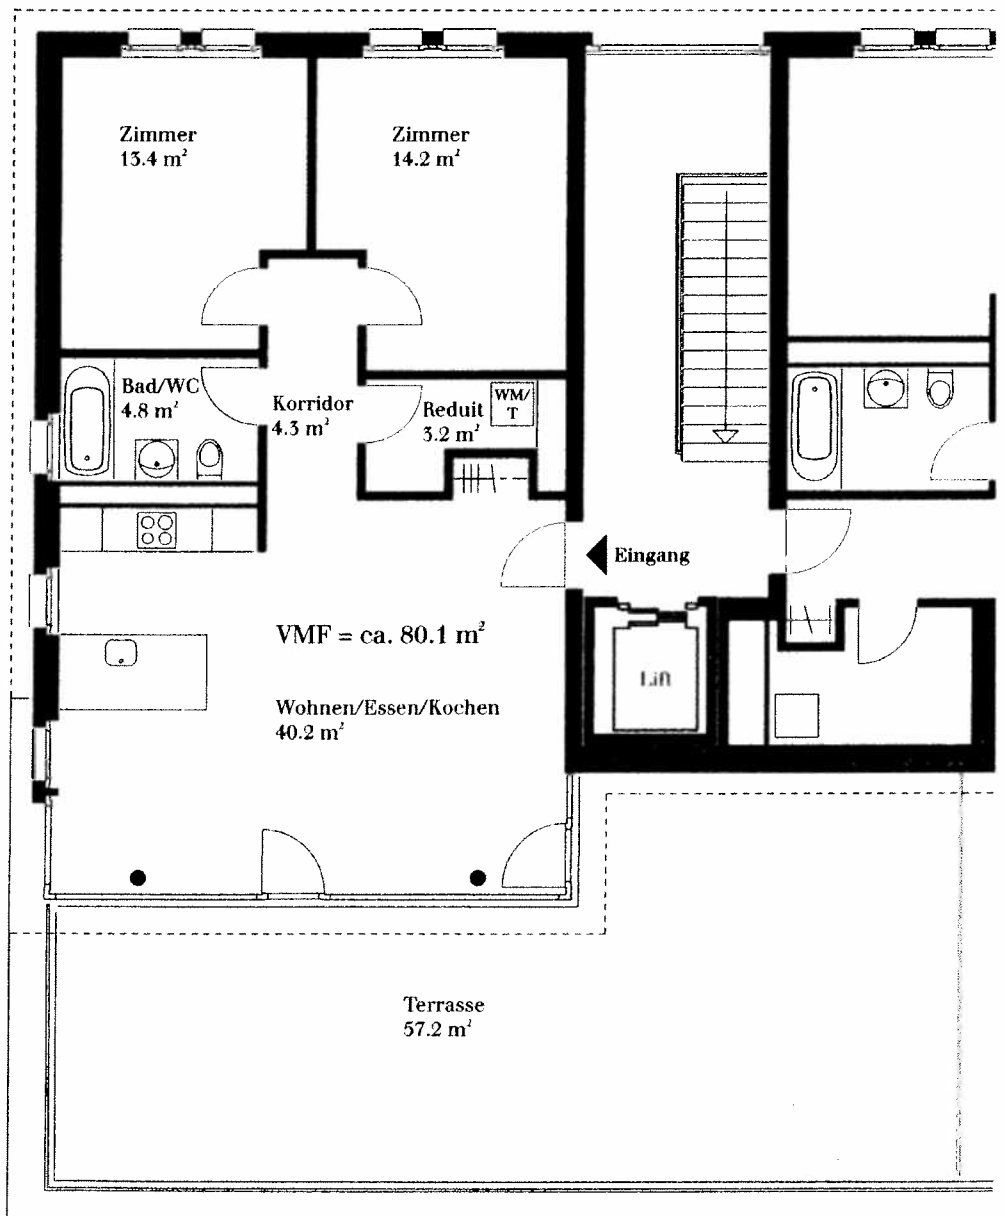 Zimmer
13.4 m²
Zimmer
14.2 m²
Bad/WC
4.8 m²
Korridor
4.3 m²
Reduit
3.2 m²
WM/
T
Eingang
VMF = ca. 80.1 m²
Lift
Wohnen/Essen/Kochen
40.2 m²
Terrasse
57.2 m²